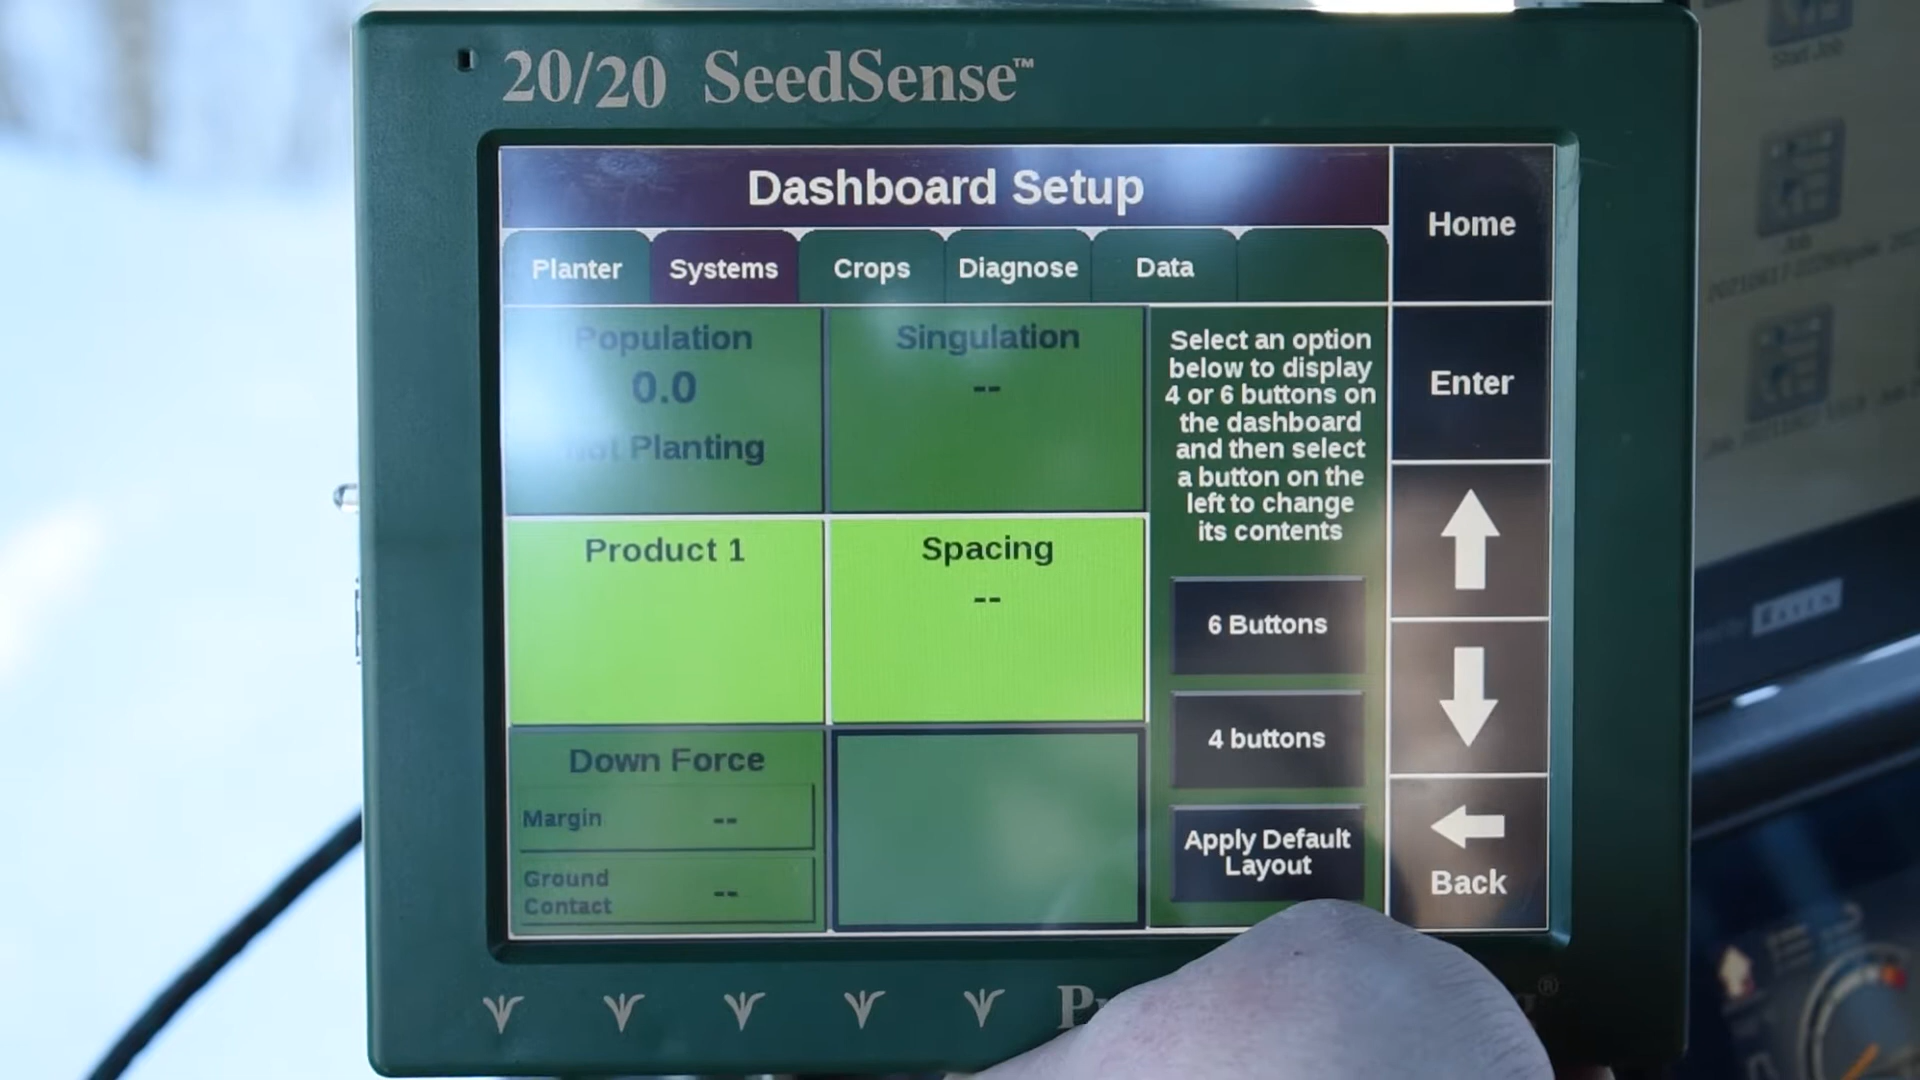 20/20 SeedSense™
Dashboard Setup
Planter
Systems
Crops
Diagnose
Data
Population
0.0
Planting
Singulation
--
Product 1
Spacing
--
Down Force
Margin --
Ground
Contact --
Select an option
below to display
4 or 6 buttons on
the dashboard
and then select
a button on the
left to change
its contents
6 Buttons
4 buttons
Apply Default
Layout
Home
Enter
Back
Start Job
Job
®